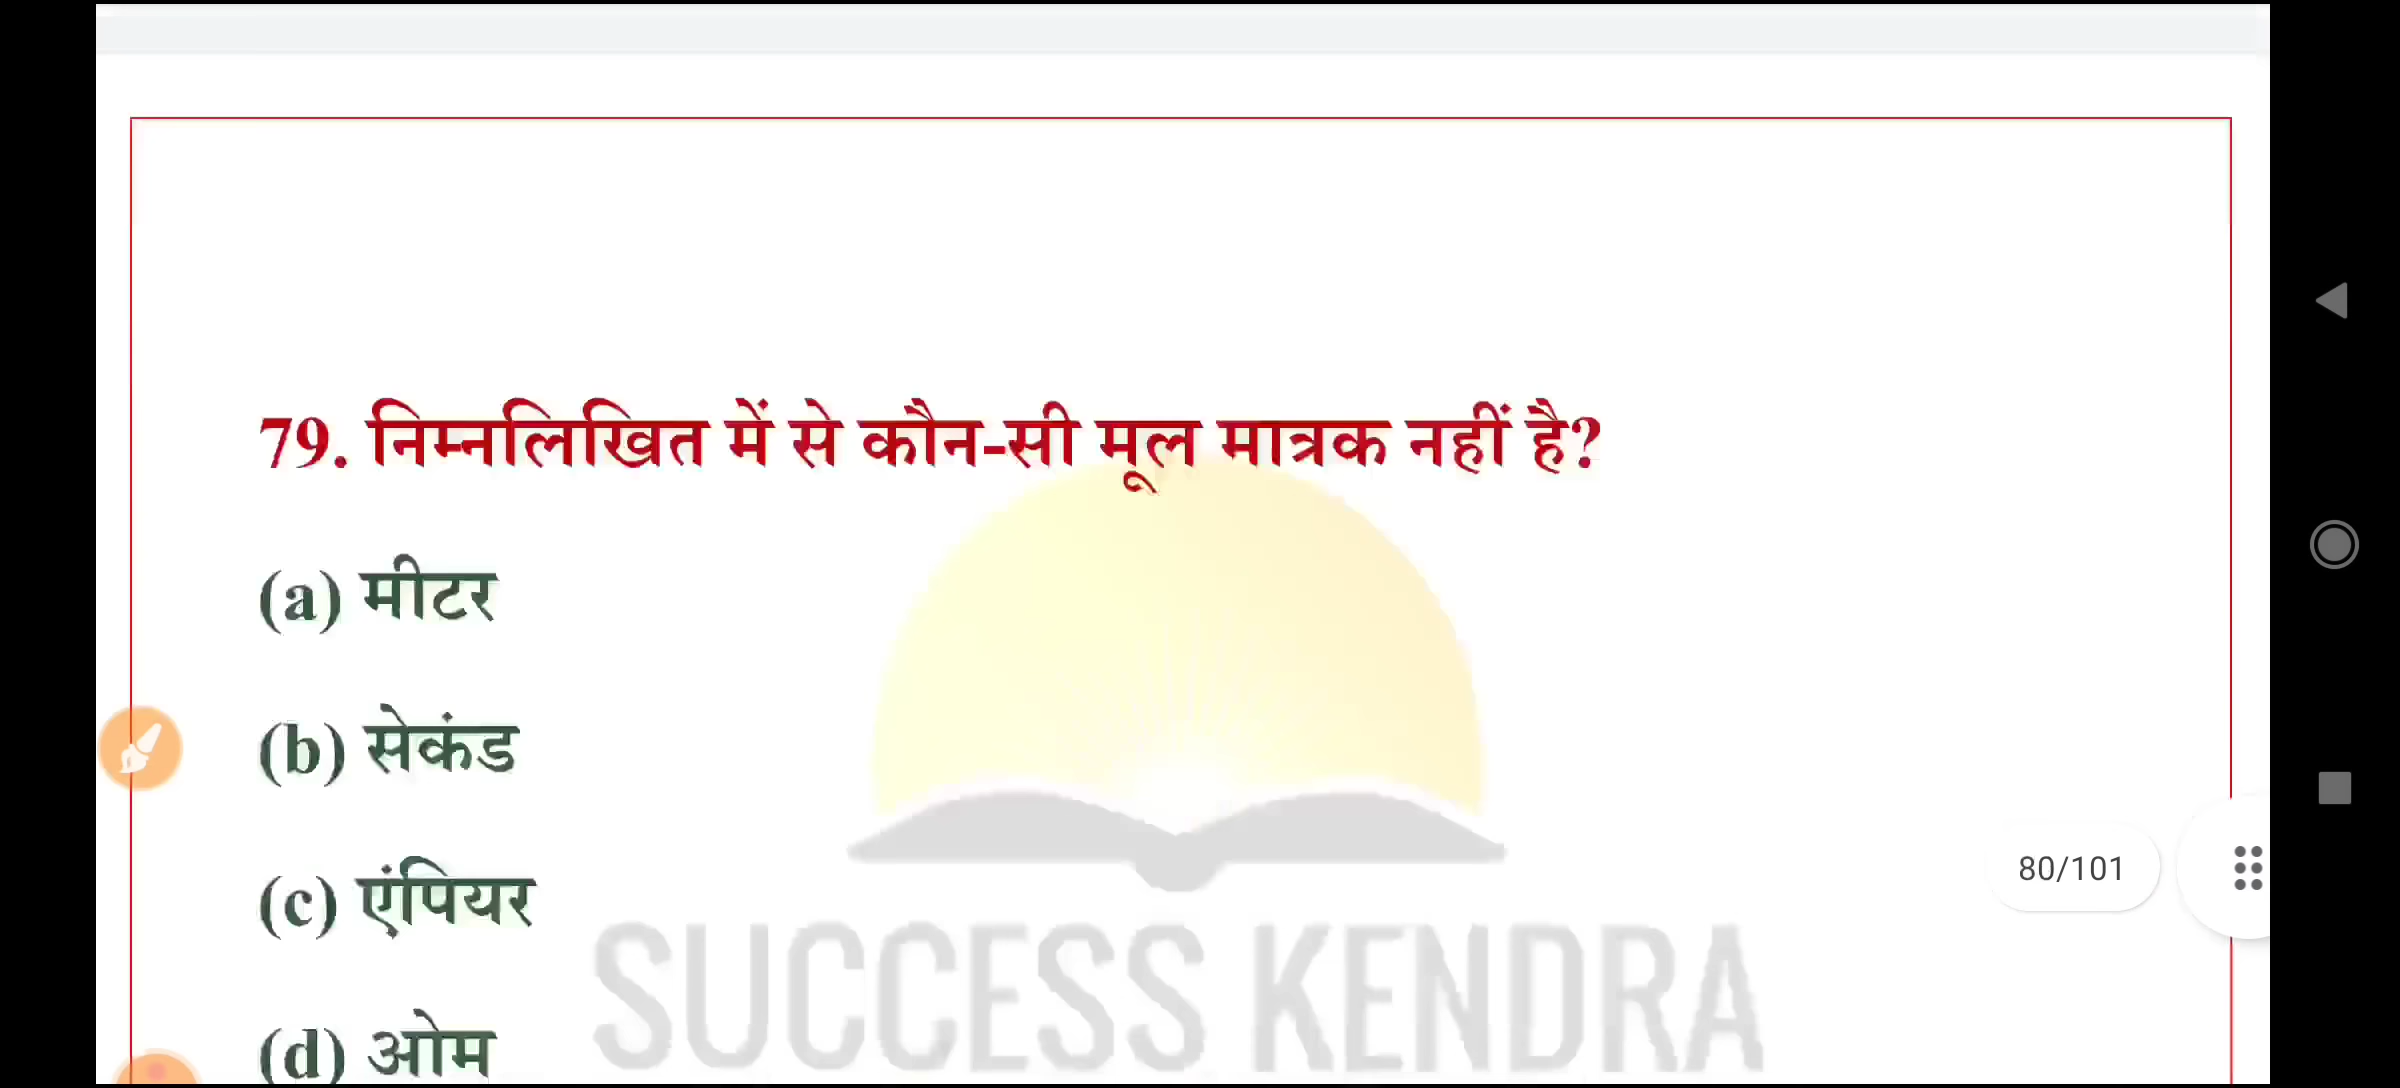 79. निम्नलिखित में से कौन-सी मूल मात्रक नहीं है?
(a) मीटर
(b) सेकंड
(c) एंपियर
80/101
(d) ओम
SUCCESS KENDRA